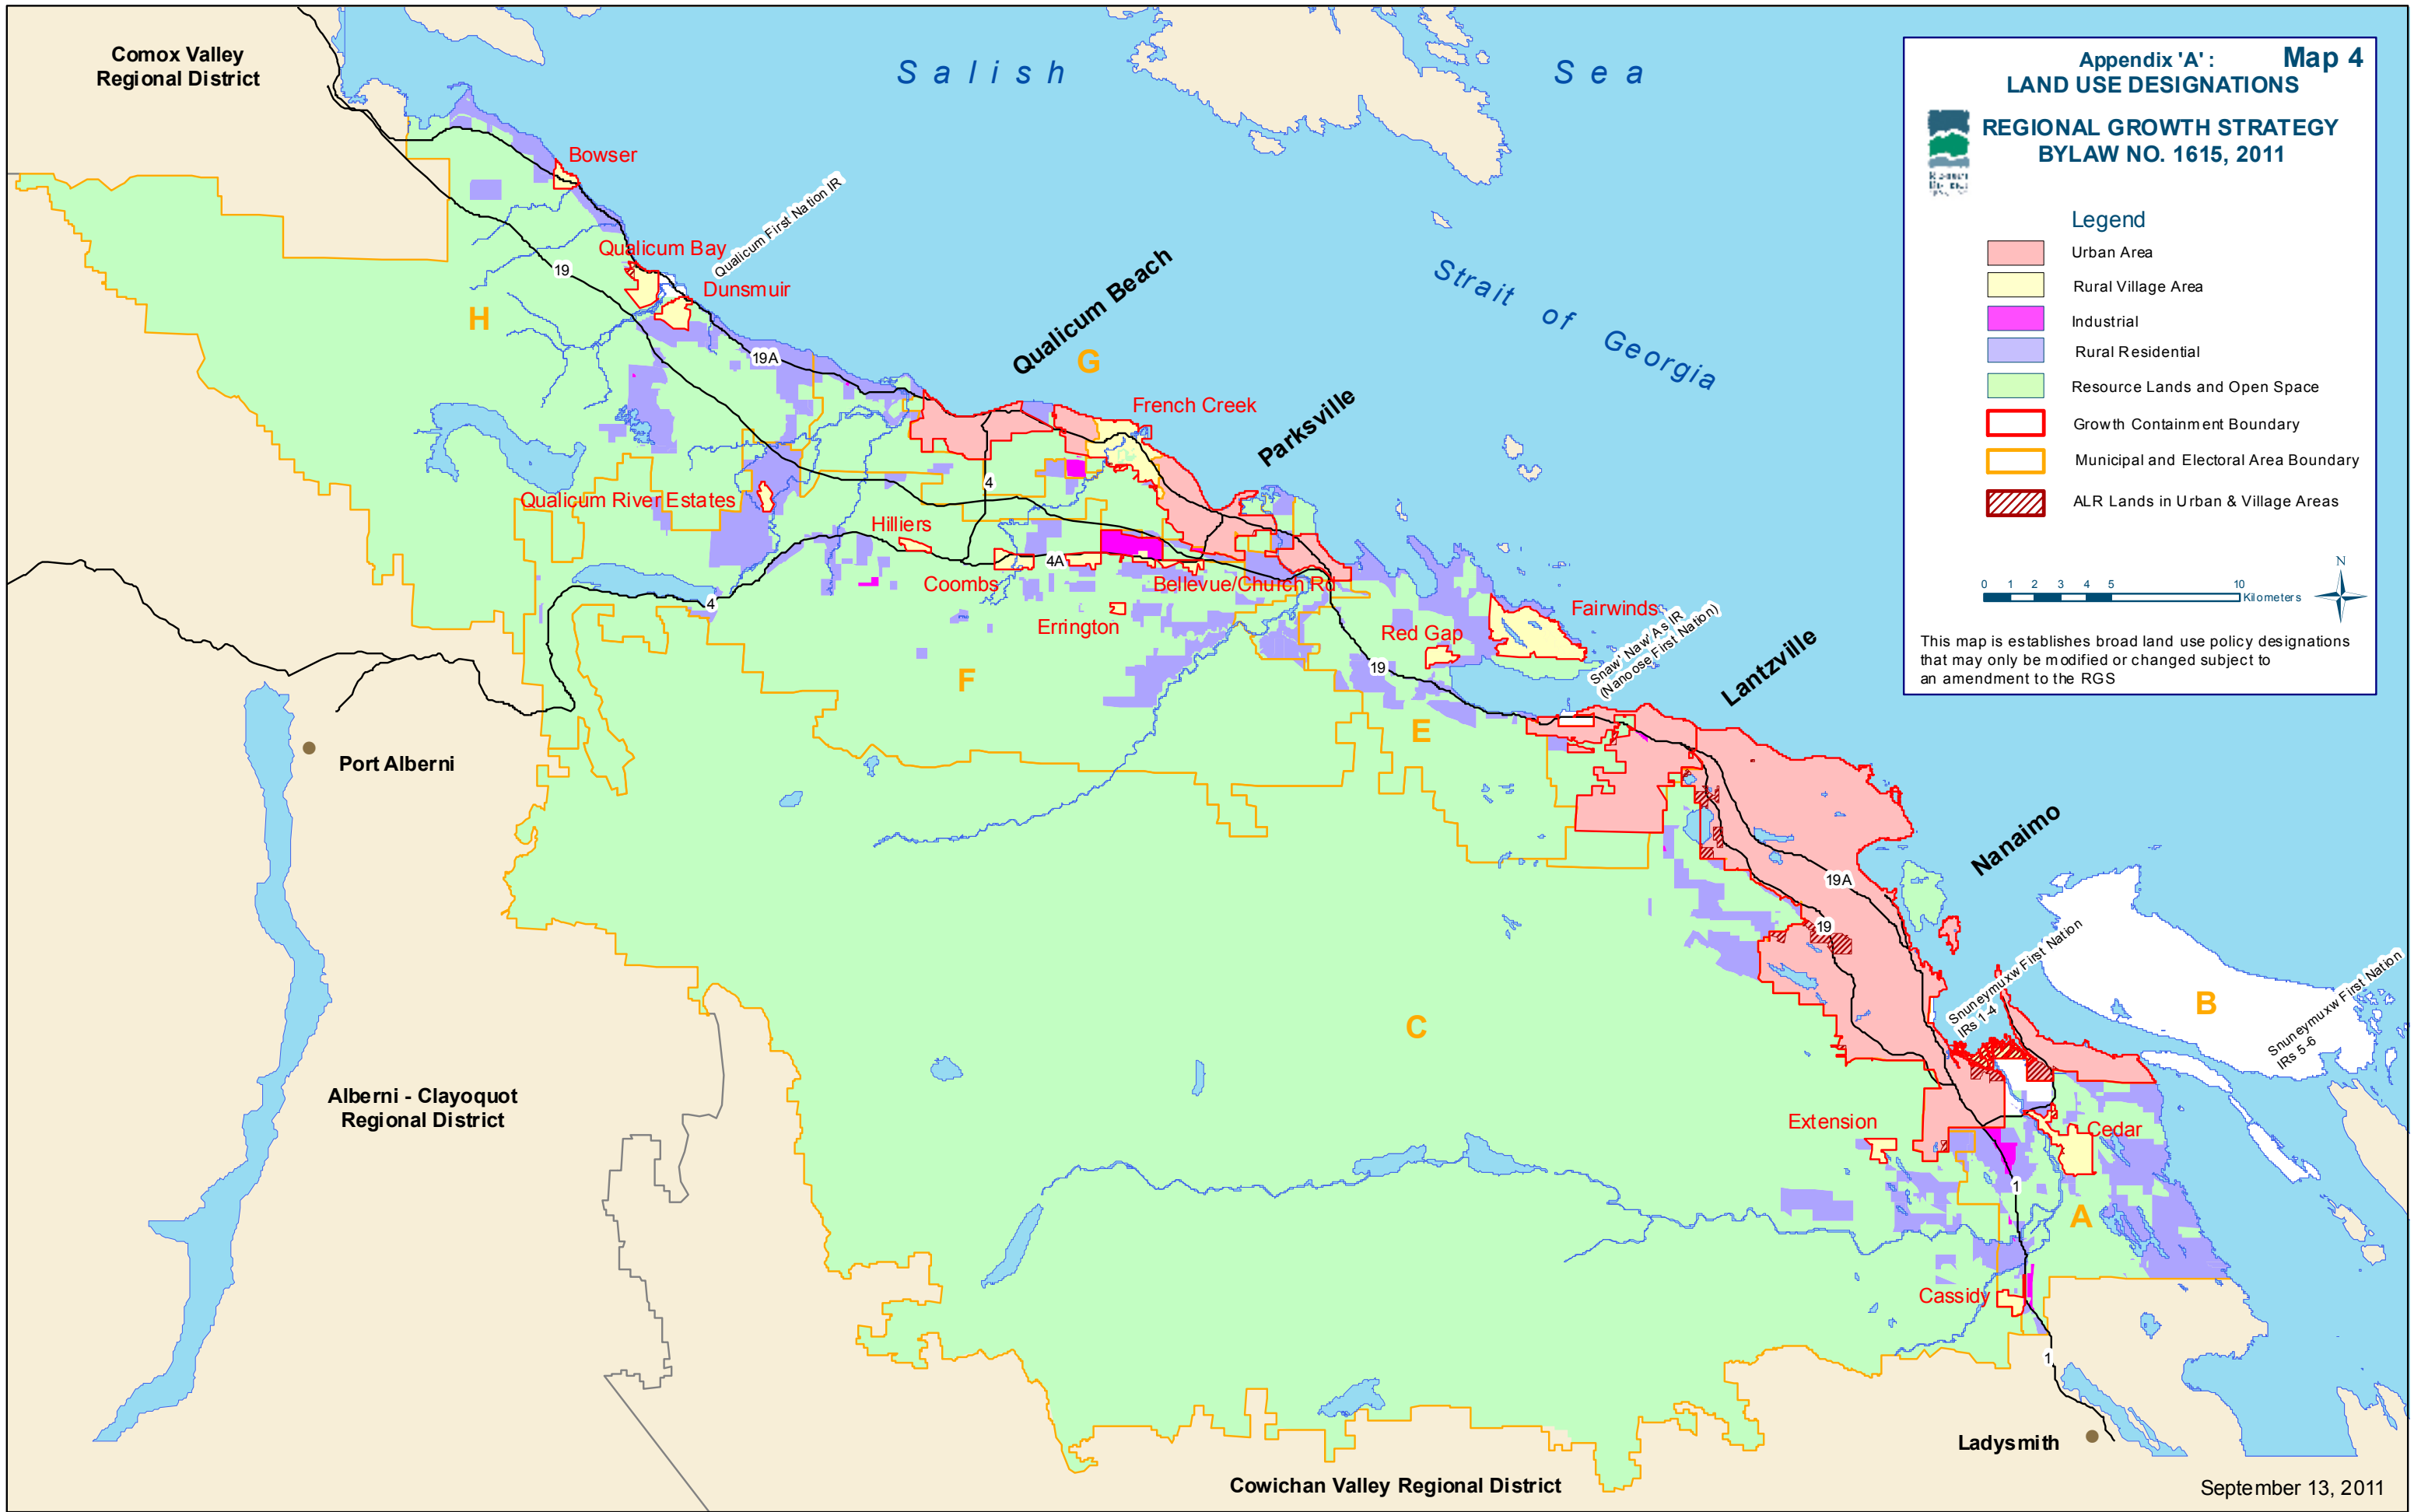 Comox Valley
Regional District
Salish Sea
Appendix 'A' : Map 4
LAND USE DESIGNATIONS
REGIONAL GROWTH STRATEGY
BYLAW NO. 1615, 2011
Legend
Urban Area
Rural Village Area
Industrial
Rural Residential
Resource Lands and Open Space
Growth Containment Boundary
Municipal and Electoral Area Boundary
ALR Lands in Urban & Village Areas
N
0 1 2 3 4 5 10
Kilometers
This map is establishes broad land use policy designations
that may only be modified or changed subject to
an amendment to the RGS
Bowser
Qualicum First Nation IR
Qualicum Bay
19
Dunsmuir
H
19A
Qualicum Beach
G
Strait of Georgia
French Creek
Parksville
4
Qualicum River Estates
Hilliers
4A
Coombs
Bellevue/Church Rd
4
Errington
Fairwinds
Red Gap
Snaw' Naw' As IR
(Nanoose First Nation)
19
F
Lantzville
E
Port Alberni
Nanaimo
19A
19
Snuneymuxw First Nation
IRs 1-4
B
Snuneymuxw First Nation
IRs 5-6
C
Alberni - Clayoquot
Regional District
Extension
Cedar
1
A
Cassidy
1
Ladysmith
Cowichan Valley Regional District
September 13, 2011